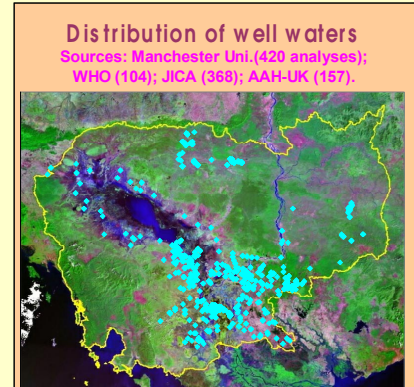 Distribution of well waters
Sources: Manchester Uni.(420 analyses);
WHO (104); JICA (368); AAH-UK (157).